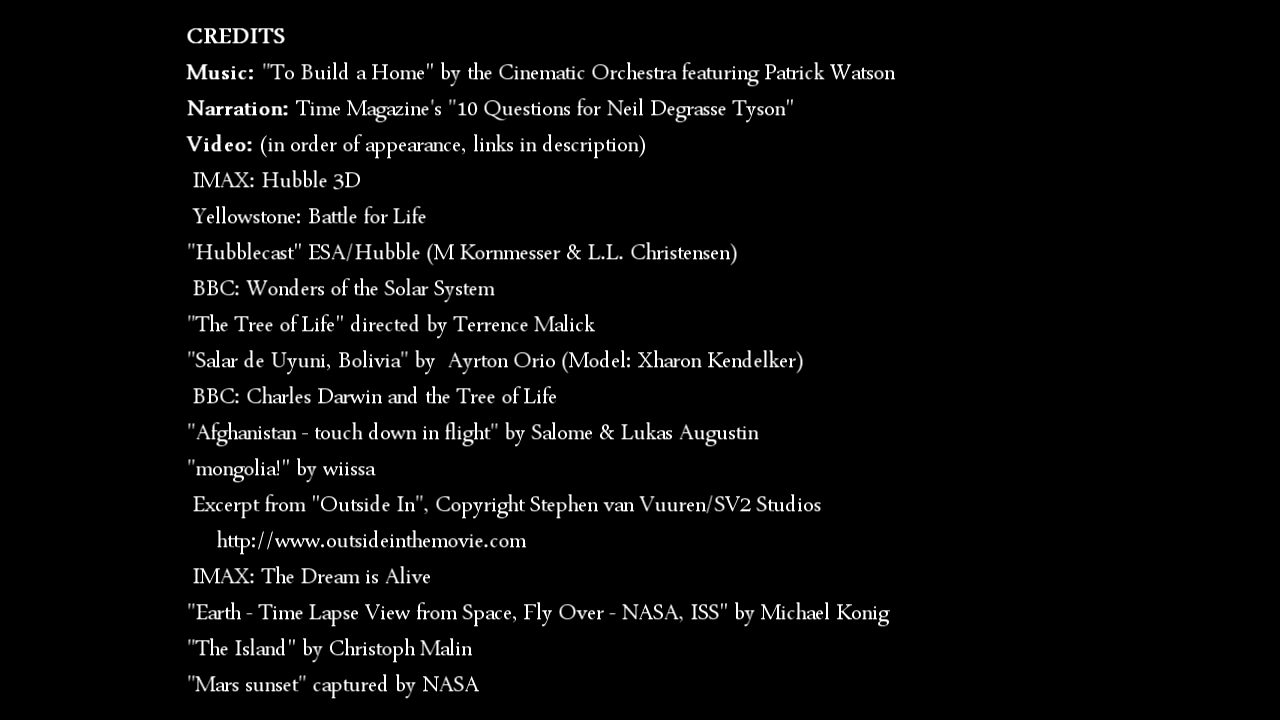 CREDITS
Music: "To Build a Home" by the Cinematic Orchestra featuring Patrick Watson
Narration: Time Magazine's "10 Questions for Neil Degrasse Tyson"
Video: (in order of appearance, links in description)
IMAX: Hubble 3D
Yellowstone: Battle for Life
"Hubblecast" ESA/Hubble (M Kornmesser & L.L. Christensen)
BBC: Wonders of the Solar System
"The Tree of Life" directed by Terrence Malick
"Salar de Uyuni, Bolivia" by  Ayrton Orio (Model: Xharon Kendelker)
BBC: Charles Darwin and the Tree of Life
"Afghanistan - touch down in flight" by Salome & Lukas Augustin
"mongolia!" by wiissa
Excerpt from "Outside In", Copyright Stephen van Vuuren/SV2 Studios
http://www.outsideinthemovie.com
IMAX: The Dream is Alive
"Earth - Time Lapse View from Space, Fly Over - NASA, ISS" by Michael Konig
"The Island" by Christoph Malin
"Mars sunset" captured by NASA